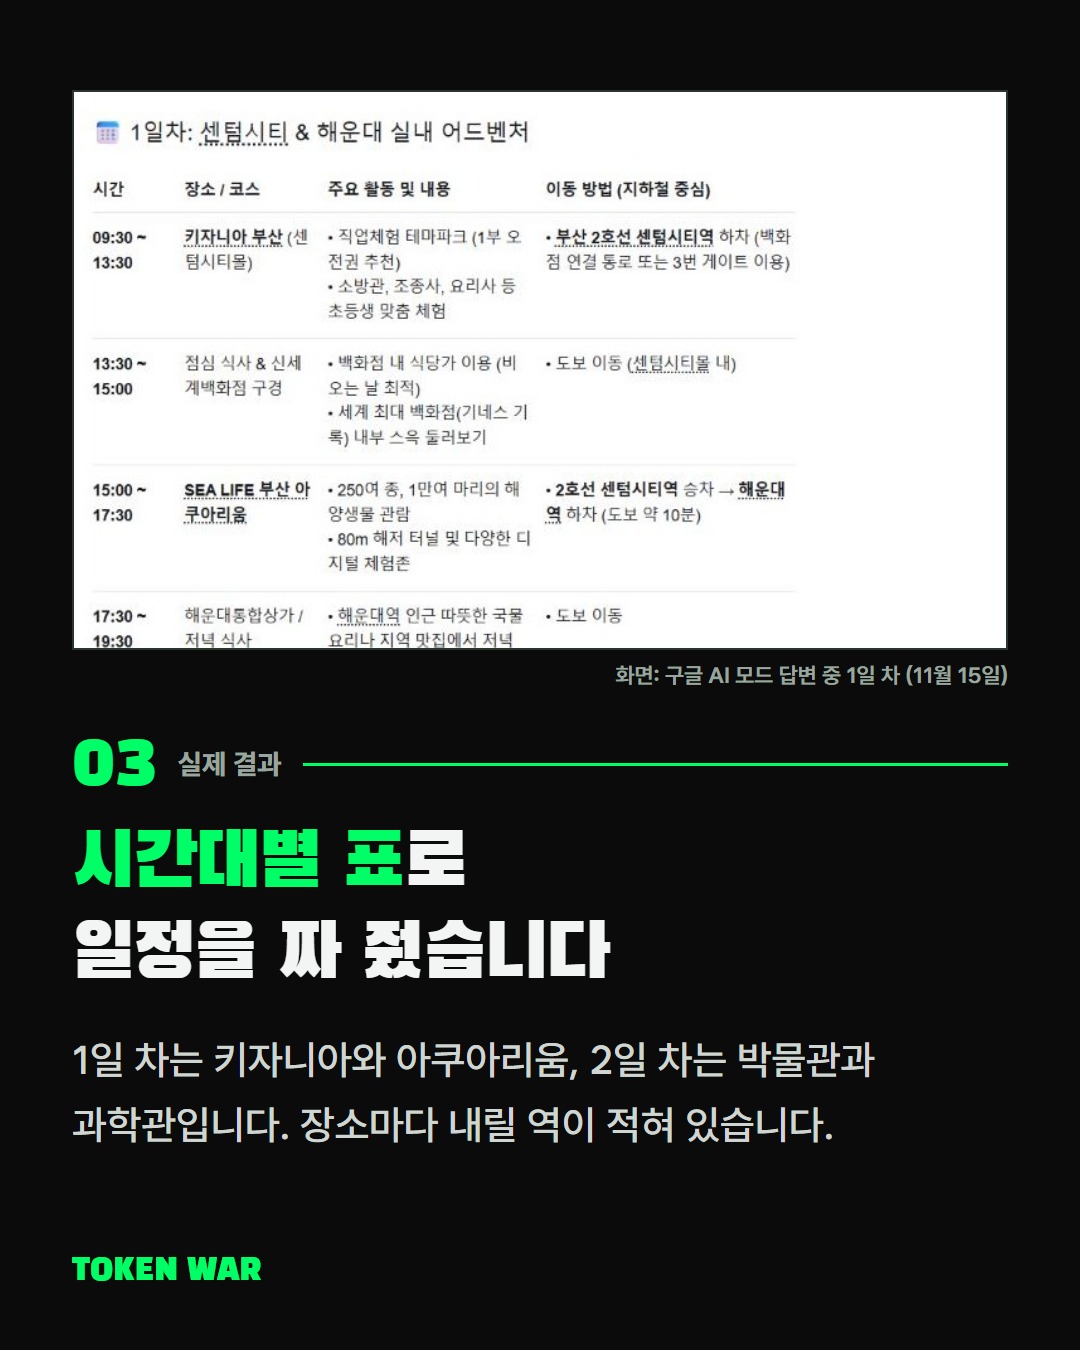 1일차: 센텀시티 & 해운대 실내 어드벤처
시간 장소 / 코스 주요 활동 및 내용 이동 방법 (지하철 중심)
09:30 ~
13:30
키자니아 부산 (센
텀시티몰)
• 직업체험 테마파크 (1부 오
전권 추천)
• 소방관, 조종사, 요리사 등
초등생 맞춤 체험
• 부산 2호선 센텀시티역 하차 (백화
점 연결 통로 또는 3번 게이트 이용)
13:30 ~
15:00
점심 식사 & 신세
계백화점 구경
• 백화점 내 식당가 이용 (비
오는 날 최적)
• 세계 최대 백화점(기네스 기
록) 내부 스윽 둘러보기
• 도보 이동 (센텀시티몰 내)
15:00 ~
17:30
SEA LIFE 부산 아
쿠아리움
• 250여 종, 1만여 마리의 해
양생물 관람
• 80m 해저 터널 및 다양한 디
지털 체험존
• 2호선 센텀시티역 승차 → 해운대
역 하차 (도보 약 10분)
17:30 ~
19:30
해운대통합상가 /
저녁 식사
• 해운대역 인근 따뜻한 국물
요리나 지역 맛집에서 저녁
• 도보 이동
화면: 구글 AI 모드 답변 중 1일 차 (11월 15일)
03 실제 결과
시간대별 표로
일정을 짜 줬습니다
1일 차는 키자니아와 아쿠아리움, 2일 차는 박물관과
과학관입니다. 장소마다 내릴 역이 적혀 있습니다.
TOKEN WAR